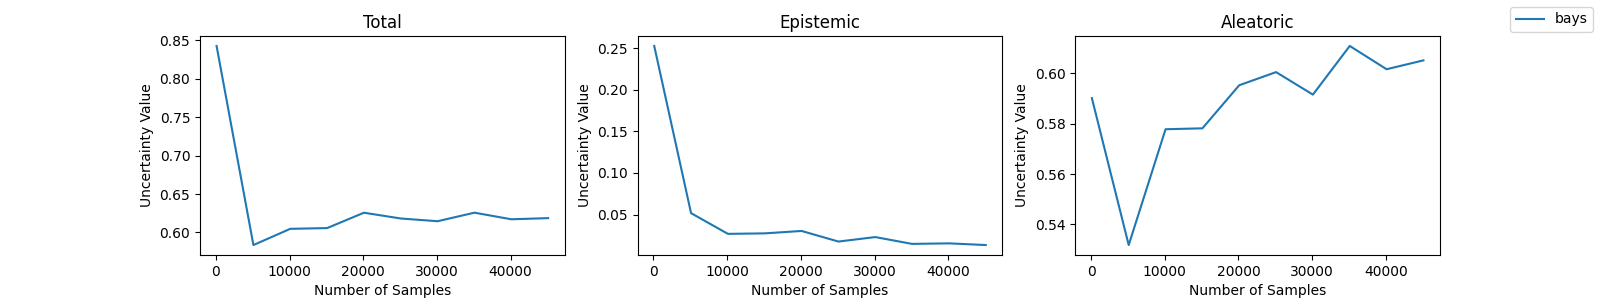 Total
Epistemic
Aleatoric
bays
Uncertainty Value
0.85
0.80
0.75
0.70
0.65
0.60
0 10000 20000 30000 40000
Number of Samples
Uncertainty Value
0.25
0.20
0.15
0.10
0.05
0 10000 20000 30000 40000
Number of Samples
Uncertainty Value
0.60
0.58
0.56
0.54
0 10000 20000 30000 40000
Number of Samples